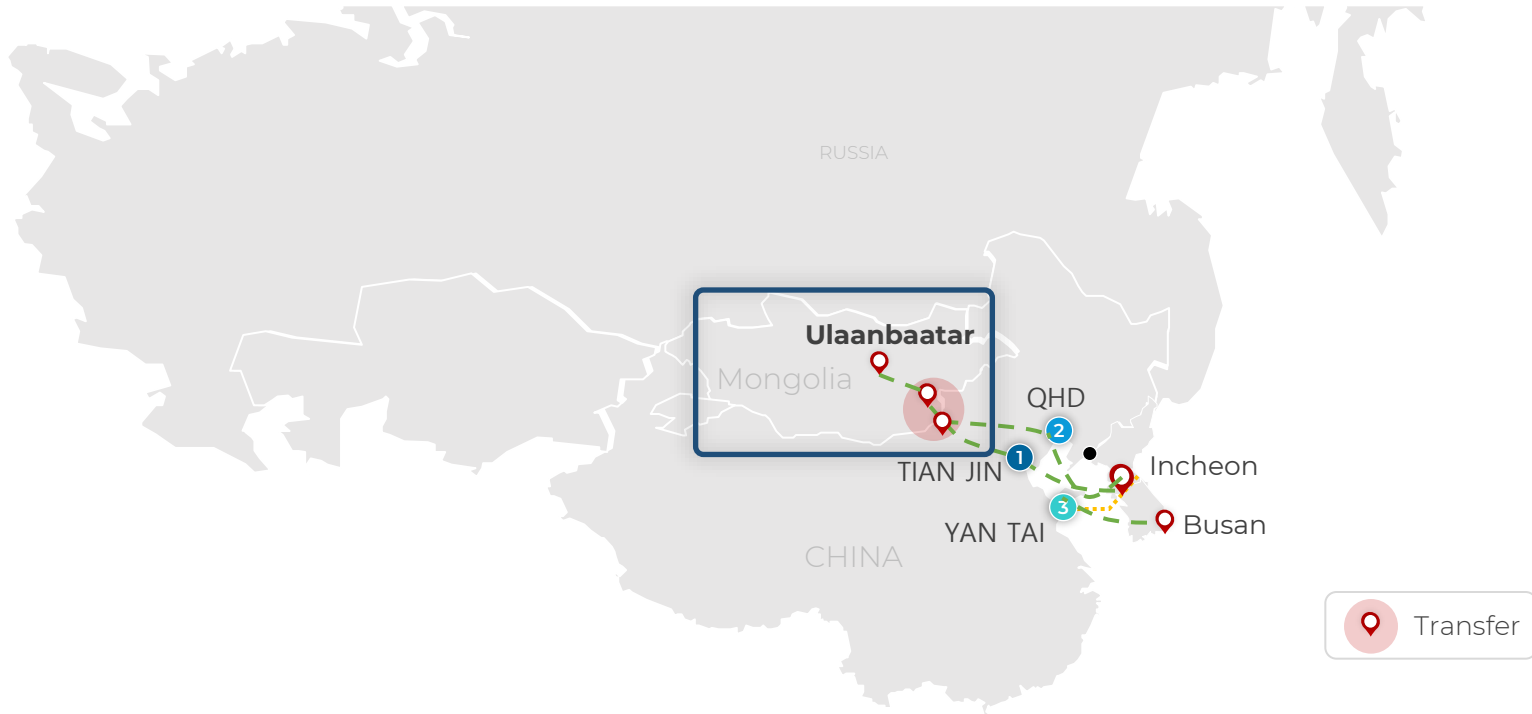 RUSSIA
Ulaanbaatar
Mongolia
QHD
2
1
TIAN JIN
Incheon
3
YAN TAI
Busan
CHINA
Transfer